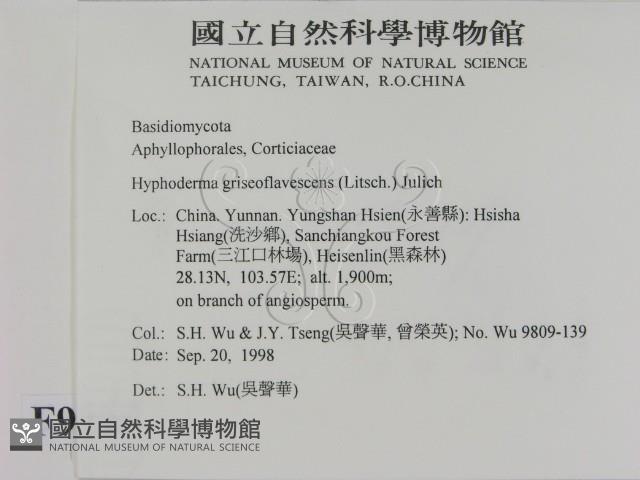 國立自然科學博物館
NATIONAL MUSEUM OF NATURAL SCIENCE
TAICHUNG, TAIWAN, R.O.CHINA
Basidiomycota
Aphyllophorales, Corticiaceae
Hyphoderma griseoflavescens (Litsch.) Julich
Loc.: China. Yunnan. Yungshan Hsien(永善縣): Hsisha
Hsiang(洗沙鄉), Sanchiangkou Forest
Farm(三江口林場), Heisenlin(黑森林)
28.13N, 103.57E; alt. 1,900m;
on branch of angiosperm.
Col.: S.H. Wu & J.Y. Tseng(吳聲華, 曾榮英); No. Wu 9809-139
Date: Sep. 20, 1998
Det.: S.H. Wu(吳聲華)
F9
國立自然科學博物館
NATIONAL MUSEUM OF NATURAL SCIENCE